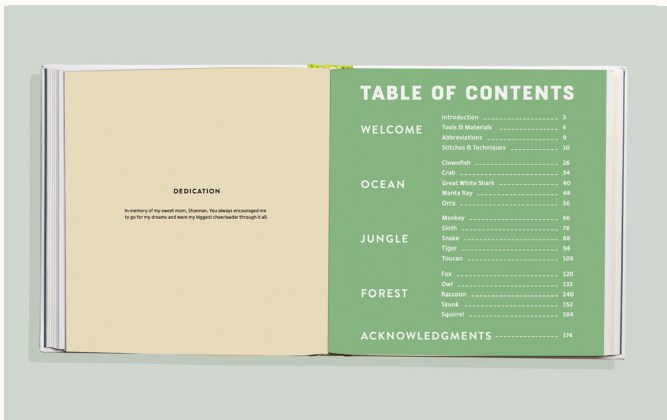 DEDICATION
In memory of my sweet mom, Shannon. You always encouraged me
to go for my dreams and were my biggest cheerleader through it all.
TABLE OF CONTENTS
WELCOME
Introduction 5
Tools & Materials 6
Abbreviations 9
Stitches & Techniques 10
OCEAN
Clownfish 26
Crab 34
Great White Shark 40
Manta Ray 48
Orca 56
JUNGLE
Monkey 66
Sloth 78
Snake 88
Tiger 94
Toucan 106
FOREST
Fox 120
Owl 132
Raccoon 140
Skunk 152
Squirrel 164
ACKNOWLEDGMENTS 174